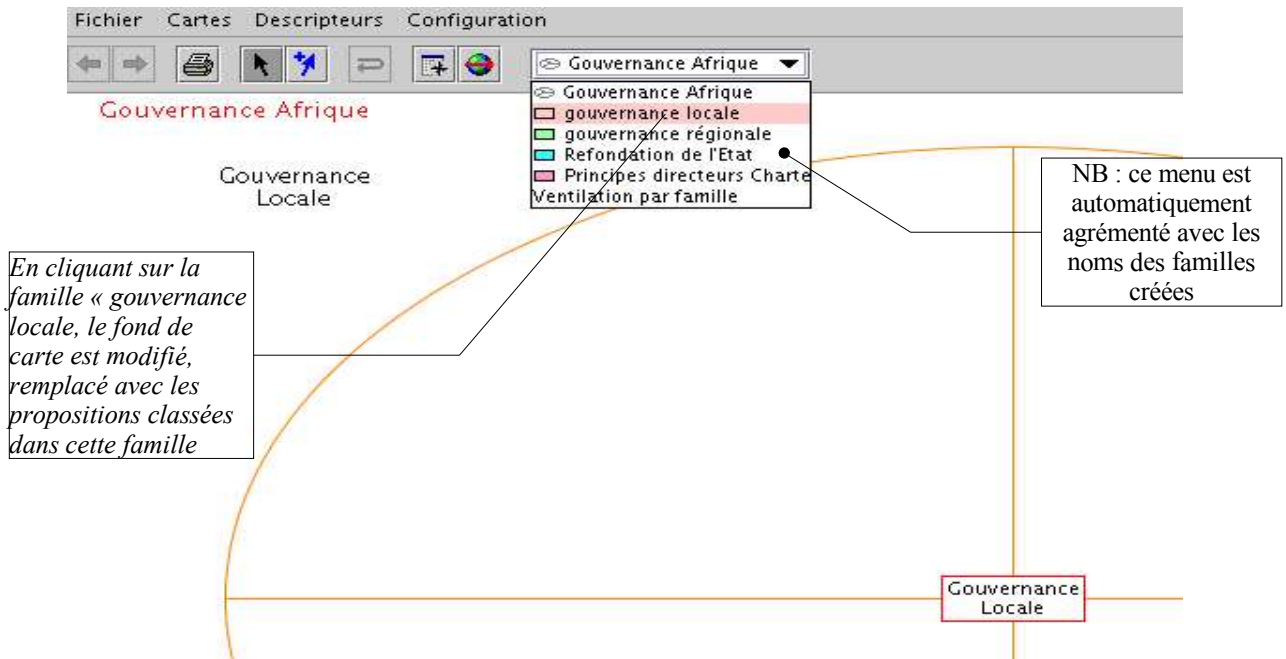 Fichier Cartes Descripteurs Configuration
Gouvernance Afrique
Gouvernance Afrique
gouvernance locale
gouvernance régionale
Refondation de l'Etat
Principes directeurs Charte
Ventilation par famille
Gouvernance Afrique
Gouvernance
Locale
NB : ce menu est
automatiquement
agrémenté avec les
noms des familles
créées
En cliquant sur la
famille « gouvernance
locale, le fond de
carte est modifié,
remplacé avec les
propositions classées
dans cette famille
Gouvernance
Locale